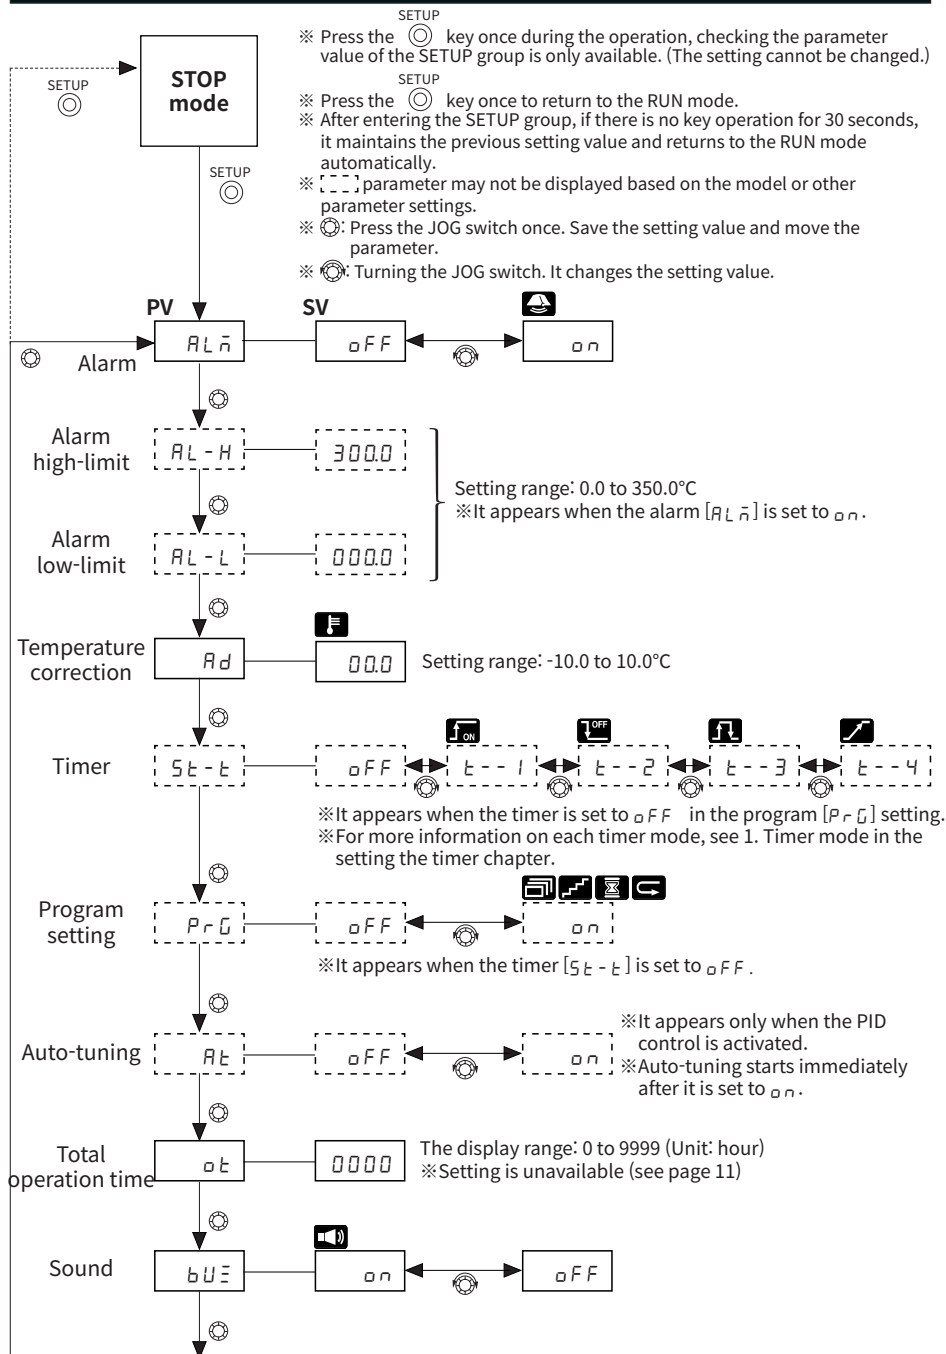 SETUP
※ Press the key once during the operation, checking the parameter
value of the SETUP group is only available. (The setting cannot be changed.)
SETUP
※ Press the key once to return to the RUN mode.
※ After entering the SETUP group, if there is no key operation for 30 seconds,
it maintains the previous setting value and returns to the RUN mode
automatically.
※ parameter may not be displayed based on the model or other
parameter settings.
※ : Press the JOG switch once. Save the setting value and move the
parameter.
※ : Turning the JOG switch. It changes the setting value.
SETUP
STOP
mode
SETUP
PV SV
Alarm
ALM oFF on
Alarm
high-limit
AL-H 300.0
Setting range: 0.0 to 350.0°C
※It appears when the alarm [ALM] is set to on.
Alarm
low-limit
AL-L 000.0
Temperature
correction
Ad 00.0 Setting range: -10.0 to 10.0°C
ON OFF
Timer St-t oFF t--1 t--2 t--3 t--4
※It appears when the timer is set to oFF in the program [PrG] setting.
※For more information on each timer mode, see 1. Timer mode in the
setting the timer chapter.
Program
setting
PrG oFF on
※It appears when the timer [St-t] is set to oFF.
Auto-tuning At oFF on
※It appears only when the PID
control is activated.
※Auto-tuning starts immediately
after it is set to on.
Total
operation time
ot 0000
The display range: 0 to 9999 (Unit: hour)
※Setting is unavailable (see page 11)
Sound bUZ on oFF